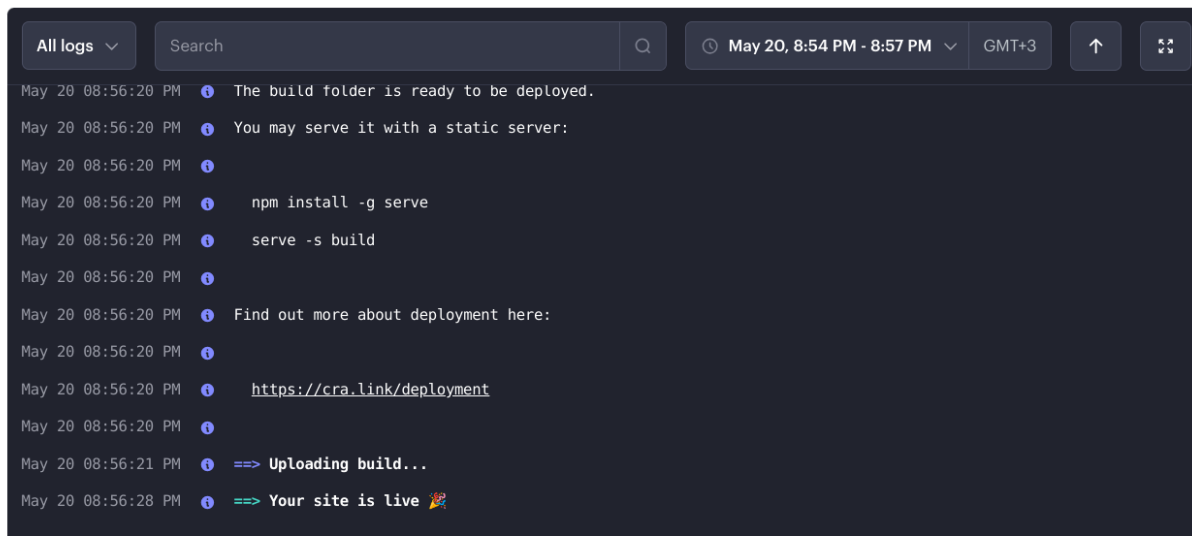 All logs
Search
May 20, 8:54 PM - 8:57 PM
GMT+3
May 20 08:56:20 PM The build folder is ready to be deployed.
May 20 08:56:20 PM You may serve it with a static server:
May 20 08:56:20 PM
May 20 08:56:20 PM npm install -g serve
May 20 08:56:20 PM serve -s build
May 20 08:56:20 PM
May 20 08:56:20 PM Find out more about deployment here:
May 20 08:56:20 PM
May 20 08:56:20 PM https://cra.link/deployment
May 20 08:56:20 PM
May 20 08:56:21 PM ==> Uploading build...
May 20 08:56:28 PM ==> Your site is live 🎉